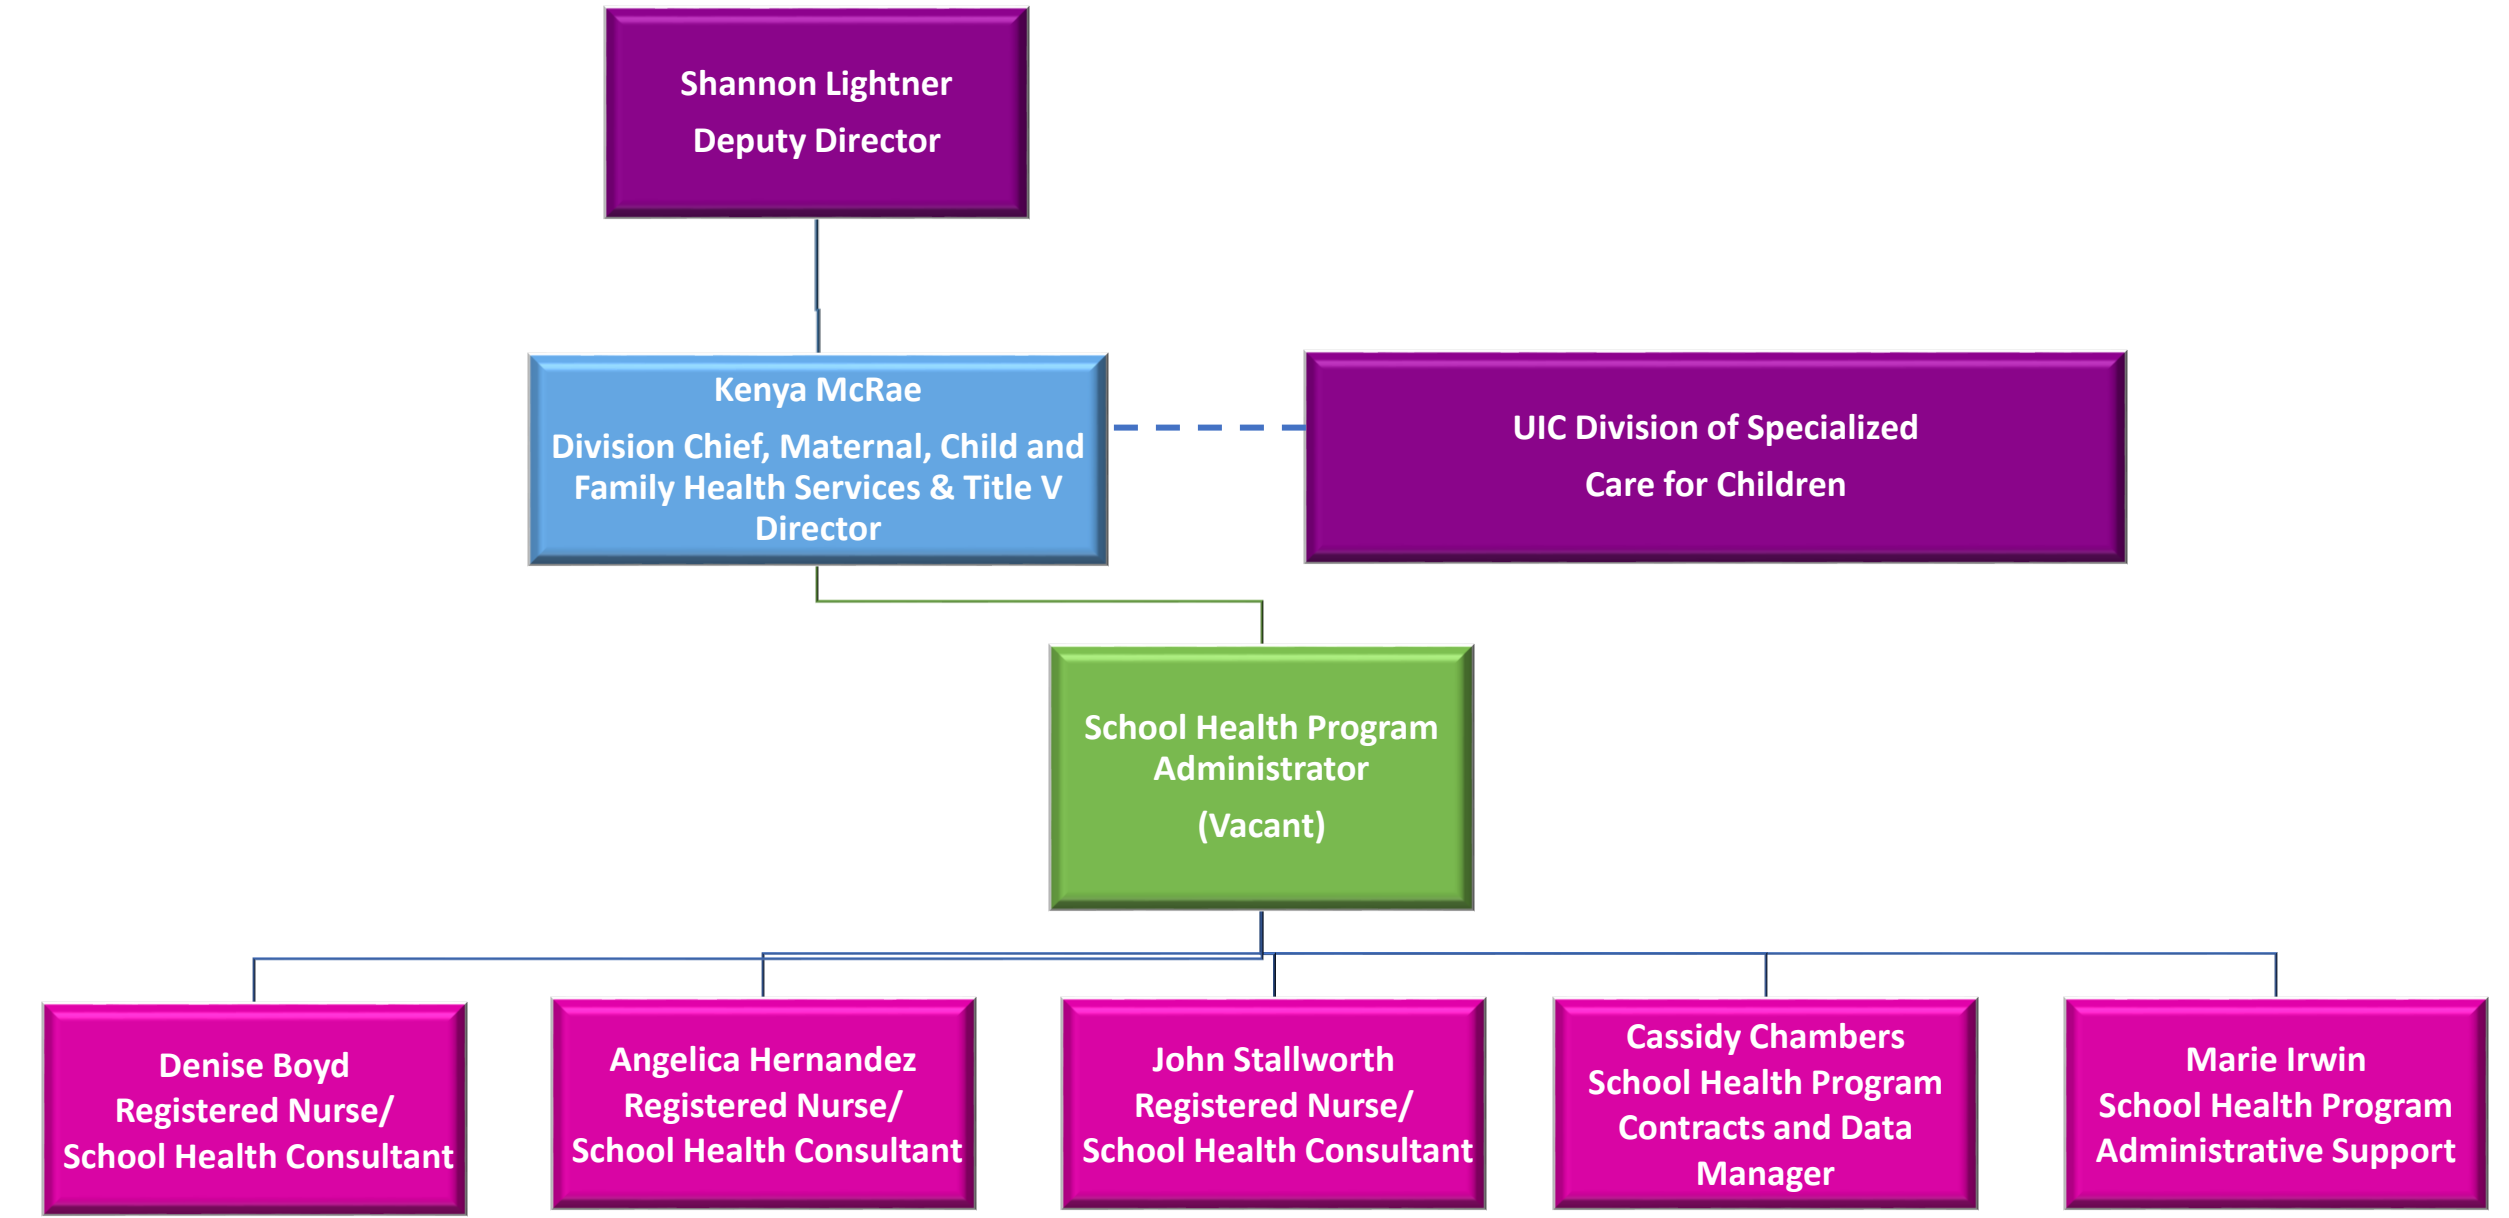 Shannon Lightner
Deputy Director
Kenya McRae
Division Chief, Maternal, Child and
Family Health Services & Title V
Director
UIC Division of Specialized
Care for Children
School Health Program
Administrator
(Vacant)
Denise Boyd
Registered Nurse/
School Health Consultant
Angelica Hernandez
Registered Nurse/
School Health Consultant
John Stallworth
Registered Nurse/
School Health Consultant
Cassidy Chambers
School Health Program
Contracts and Data
Manager
Marie Irwin
School Health Program
Administrative Support